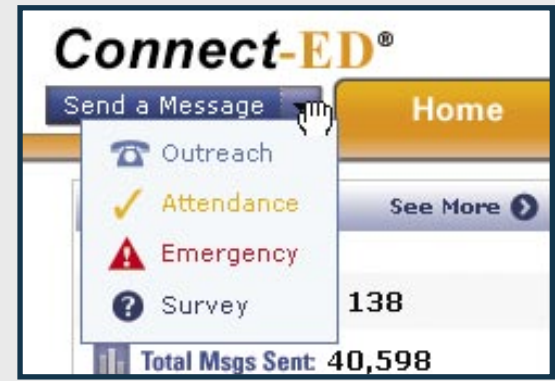 Connect-ED®
Send a Message Home
Outreach
Attendance See More
Emergency
Survey 138
Total Msgs Sent: 40,598